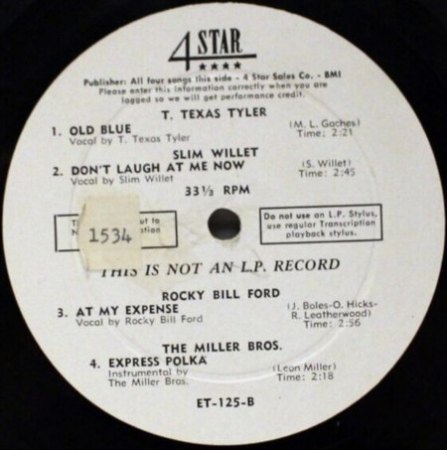 4 STAR
★★★★
Publisher: All four songs this side - 4 Star Sales Co. - BMI
Please enter this information correctly when you are
logged so we will get performance credit.
T. TEXAS TYLER
1. OLD BLUE (M. L. Gaches)
Vocal by T. Texas Tyler Time: 2:21
SLIM WILLET
2. DON'T LAUGH AT ME NOW (S. Willet)
Vocal by Slim Willet Time: 2:45
33⅓ RPM
1534
Do not use an L.P. Stylus,
use regular Transcription
playback stylus.
THIS IS NOT AN L.P. RECORD
ROCKY BILL FORD
3. AT MY EXPENSE (J. Boles-O. Hicks-
R. Leatherwood)
Vocal by Rocky Bill Ford Time: 2:56
THE MILLER BROS.
4. EXPRESS POLKA (Leon Miller)
Instrumental by Time: 2:18
The Miller Bros.
ET-125-B